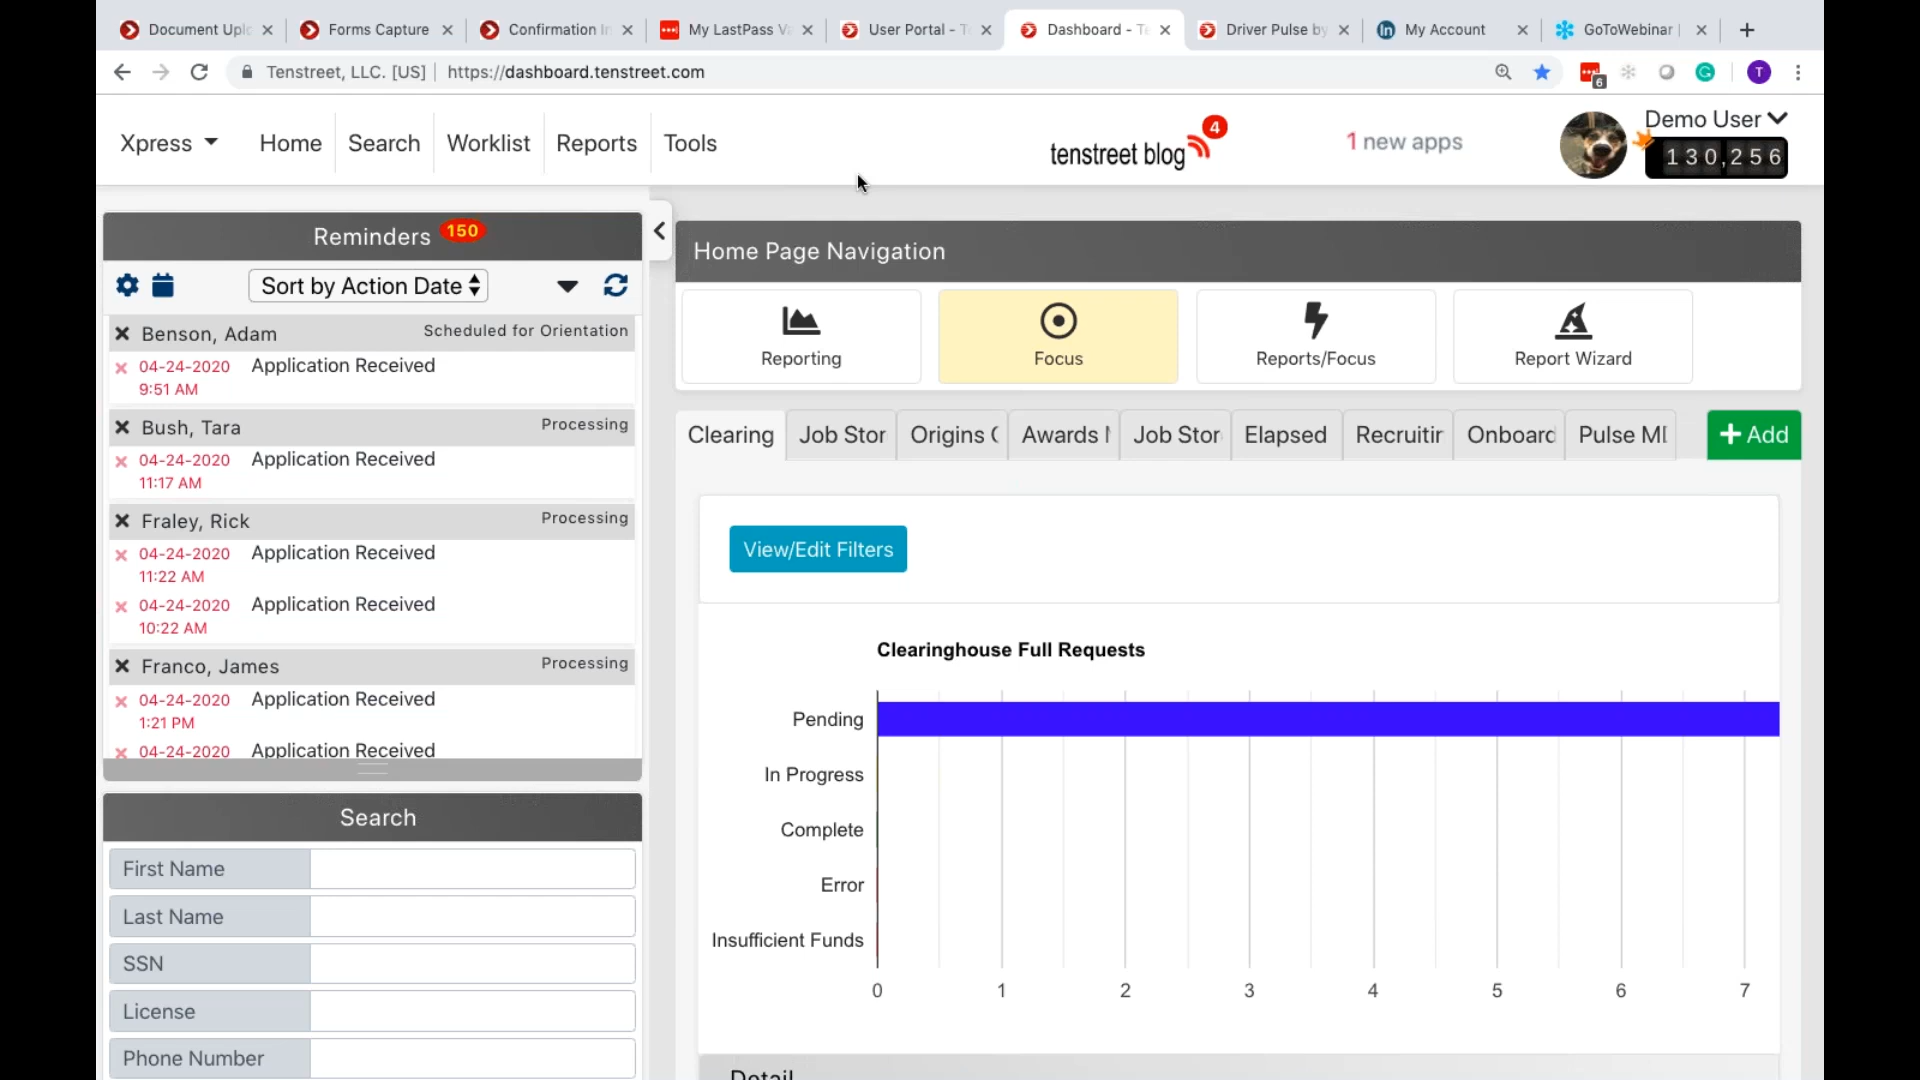 Document Uplo
Forms Capture
Confirmation In
My LastPass Va
User Portal - Te
Dashboard - Te
Driver Pulse by
My Account
GoToWebinar
Tenstreet, LLC. [US] | https://dashboard.tenstreet.com
6
T
Xpress
Home
Search
Worklist
Reports
Tools
tenstreet blog
4
1 new apps
Demo User
130,256
Reminders 150
Sort by Action Date
Benson, Adam
Scheduled for Orientation
04-24-2020 Application Received
9:51 AM
Bush, Tara
Processing
04-24-2020 Application Received
11:17 AM
Fraley, Rick
Processing
04-24-2020 Application Received
11:22 AM
04-24-2020 Application Received
10:22 AM
Franco, James
Processing
04-24-2020 Application Received
1:21 PM
04-24-2020 Application Received
Search
First Name
Last Name
SSN
License
Phone Number
Home Page Navigation
Reporting
Focus
Reports/Focus
Report Wizard
Clearing
Job Stor
Origins
Awards
Job Stor
Elapsed
Recruitin
Onboard
Pulse
+ Add
View/Edit Filters
Clearinghouse Full Requests
Pending
In Progress
Complete
Error
Insufficient Funds
0 1 2 3 4 5 6 7
Detail